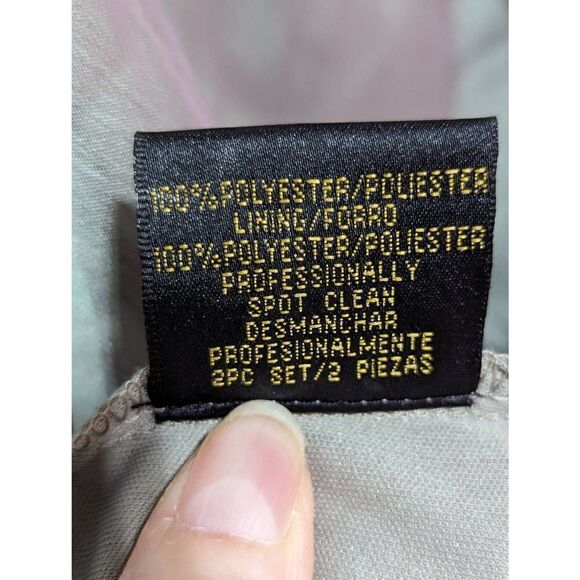 100% POLYESTER/POLIESTER
LINING/FORRO
100% POLYESTER/POLIESTER
PROFESSIONALLY
SPOT CLEAN
DESMANCHAR
PROFESIONALMENTE
2PC SET/2 PIEZAS